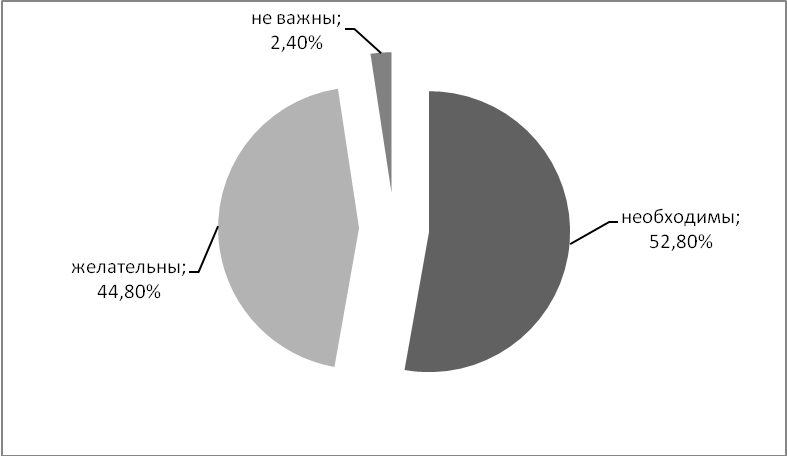 не важны;
2,40%
необходимы;
52,80%
желательны;
44,80%